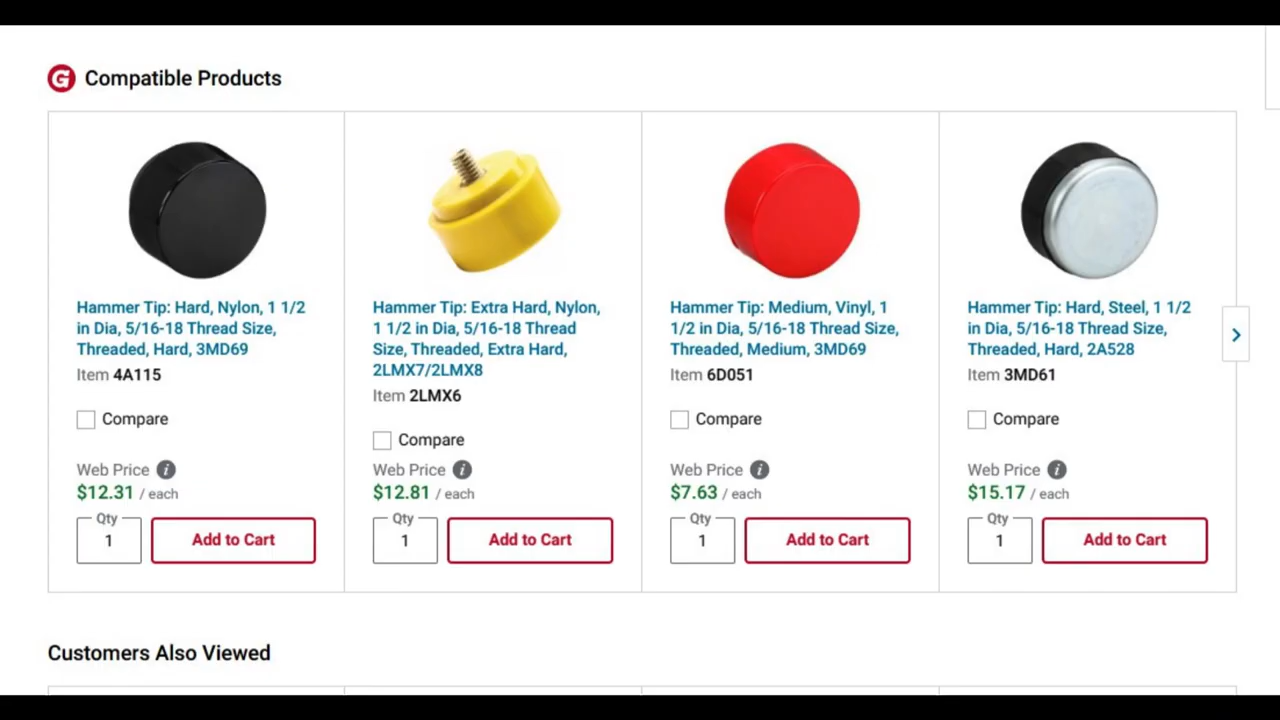 G Compatible Products
Hammer Tip: Hard, Nylon, 1 1/2
in Dia, 5/16-18 Thread Size,
Threaded, Hard, 3MD69
Item 4A115
Compare
Web Price i
$12.31 / each
Qty
1
Add to Cart
Hammer Tip: Extra Hard, Nylon,
1 1/2 in Dia, 5/16-18 Thread
Size, Threaded, Extra Hard,
2LMX7/2LMX8
Item 2LMX6
Compare
Web Price i
$12.81 / each
Qty
1
Add to Cart
Hammer Tip: Medium, Vinyl, 1
1/2 in Dia, 5/16-18 Thread Size,
Threaded, Medium, 3MD69
Item 6D051
Compare
Web Price i
$7.63 / each
Qty
1
Add to Cart
Hammer Tip: Hard, Steel, 1 1/2
in Dia, 5/16-18 Thread Size,
Threaded, Hard, 2A528
Item 3MD61
Compare
Web Price i
$15.17 / each
Qty
1
Add to Cart
Customers Also Viewed